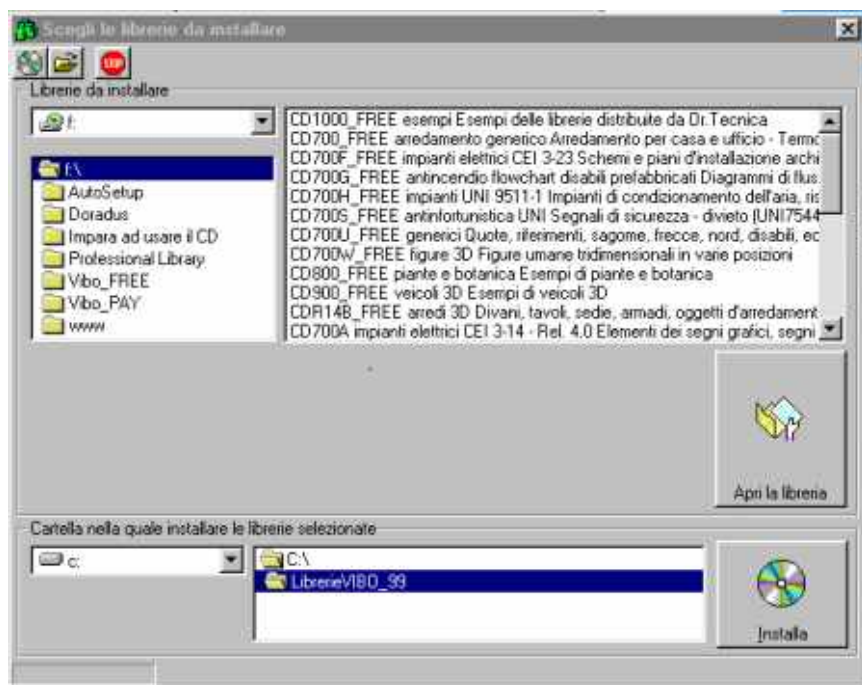 Scegli le librerie da installare
STOP
Librerie da installare
f:
f:\
AutoSetup
Doradus
Impara ad usare il CD
Professional Library
Vibo_FREE
Vibo_PAY
www
CD1000_FREE esempi Esempi delle librerie distribuite da Dr.Tecnica
CD700_FREE arredamento generico Arredamento per casa e ufficio - Termo
CD700F_FREE impianti elettrici CEI 3-23 Schemi e piani d'installazione archi
CD700G_FREE antincendio flowchart disabili prefabbricati Diagrammi di flus
CD700H_FREE impianti UNI 9511-1 Impianti di condizionamento dell'aria, ris
CD700S_FREE antinfortunistica UNI Segnali di sicurezza - divieto (UNI7544
CD700U_FREE generici Quote, riferimenti, sagome, frecce, nord, disabili, ec
CD700W_FREE figure 3D Figure umane tridimensionali in varie posizioni
CD800_FREE piante e botanica Esempi di piante e botanica
CD900_FREE veicoli 3D Esempi di veicoli 3D
CDR14B_FREE arredi 3D Divani, tavoli, sedie, armadi, oggetti d'arredament
CD700A impianti elettrici CEI 3-14 - Rel. 4.0 Elementi dei segni grafici, segni
Apri la libreria
Cartella nella quale installare le librerie selezionate
c:
C:\
LibrerieVIBO_99
Installa